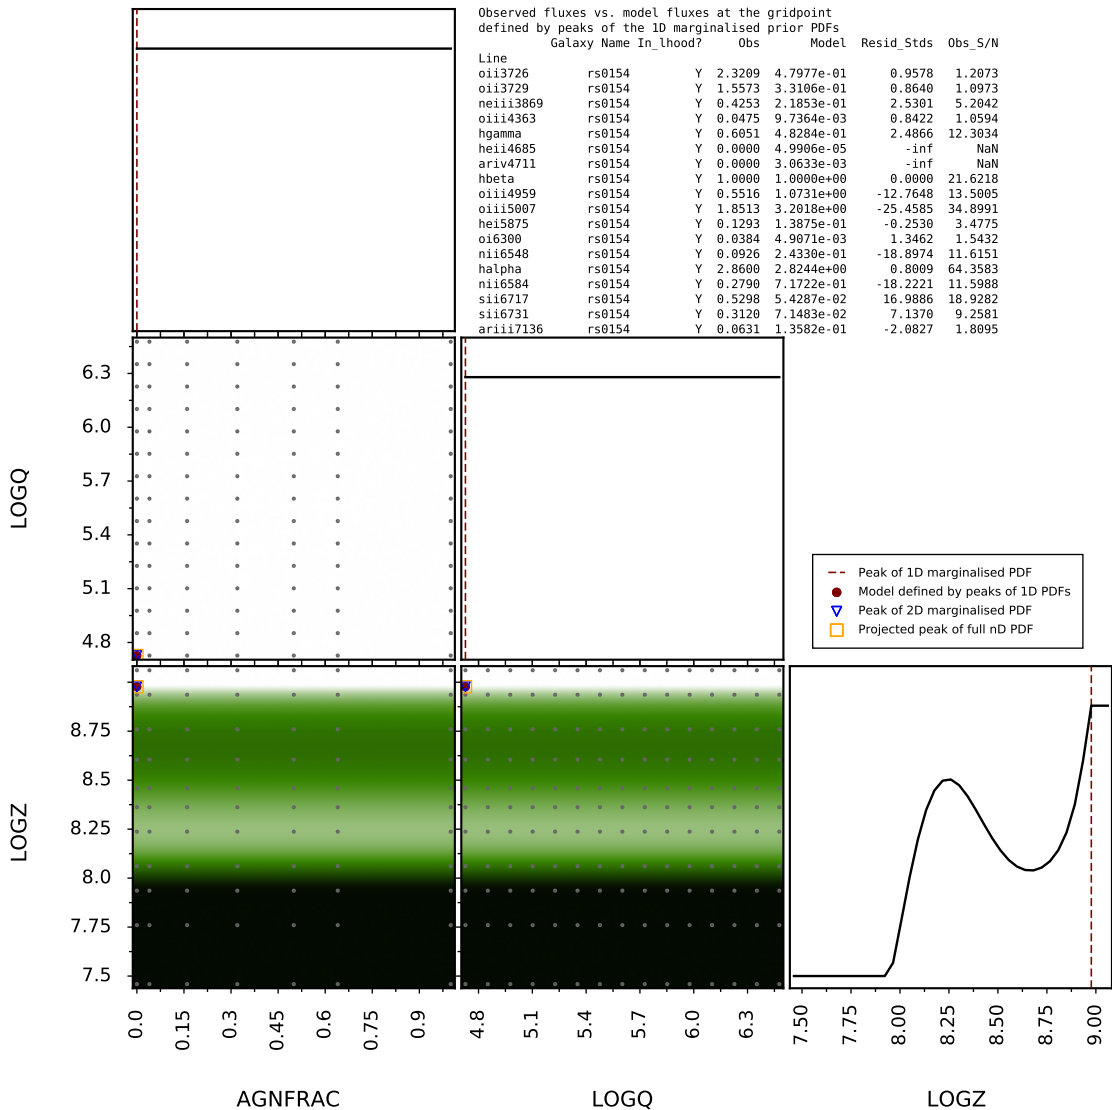 Observed fluxes vs. model fluxes at the gridpoint
defined by peaks of the 1D marginalised prior PDFs
Galaxy Name In_lhood? Obs Model Resid_Stds Obs_S/N
Line
oii3726 rs0154 Y 2.3209 4.7977e-01 0.9578 1.2073
oii3729 rs0154 Y 1.5573 3.3106e-01 0.8640 1.0973
neiii3869 rs0154 Y 0.4253 2.1853e-01 2.5301 5.2042
oiii4363 rs0154 Y 0.0475 9.7364e-03 0.8422 1.0594
hgamma rs0154 Y 0.6051 4.8284e-01 2.4866 12.3034
heii4685 rs0154 Y 0.0000 4.9906e-05 -inf NaN
ariv4711 rs0154 Y 0.0000 3.0633e-03 -inf NaN
hbeta rs0154 Y 1.0000 1.0000e+00 0.0000 21.6218
oiii4959 rs0154 Y 0.5516 1.0731e+00 -12.7648 13.5005
oiii5007 rs0154 Y 1.8513 3.2018e+00 -25.4585 34.8991
hei5875 rs0154 Y 0.1293 1.3875e-01 -0.2530 3.4775
oi6300 rs0154 Y 0.0384 4.9071e-03 1.3462 1.5432
nii6548 rs0154 Y 0.0926 2.4330e-01 -18.8974 11.6151
halpha rs0154 Y 2.8600 2.8244e+00 0.8009 64.3583
nii6584 rs0154 Y 0.2790 7.1722e-01 -18.2221 11.5988
sii6717 rs0154 Y 0.5298 5.4287e-02 16.9886 18.9282
sii6731 rs0154 Y 0.3120 7.1483e-02 7.1370 9.2581
ariii7136 rs0154 Y 0.0631 1.3582e-01 -2.0827 1.8095
LOGQ
6.3
6.0
5.7
5.4
5.1
4.8
Peak of 1D marginalised PDF
Model defined by peaks of 1D PDFs
Peak of 2D marginalised PDF
Projected peak of full nD PDF
LOGZ
8.75
8.5
8.25
8.0
7.75
7.5
0.0 0.15 0.3 0.45 0.6 0.75 0.9
4.8 5.1 5.4 5.7 6.0 6.3
7.50 7.75 8.00 8.25 8.50 8.75 9.00
AGNFRAC LOGQ LOGZ